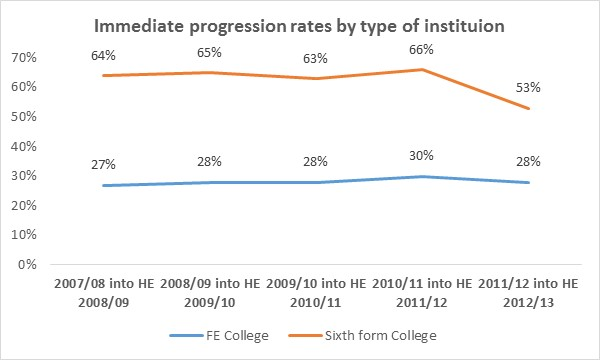 Immediate progression rates by type of instituion
70%
60%
50%
40%
30%
20%
10%
0%
64%
65%
63%
66%
53%
27%
28%
28%
30%
28%
2007/08 into HE 2008/09
2008/09 into HE 2009/10
2009/10 into HE 2010/11
2010/11 into HE 2011/12
2011/12 into HE 2012/13
FE College
Sixth form College